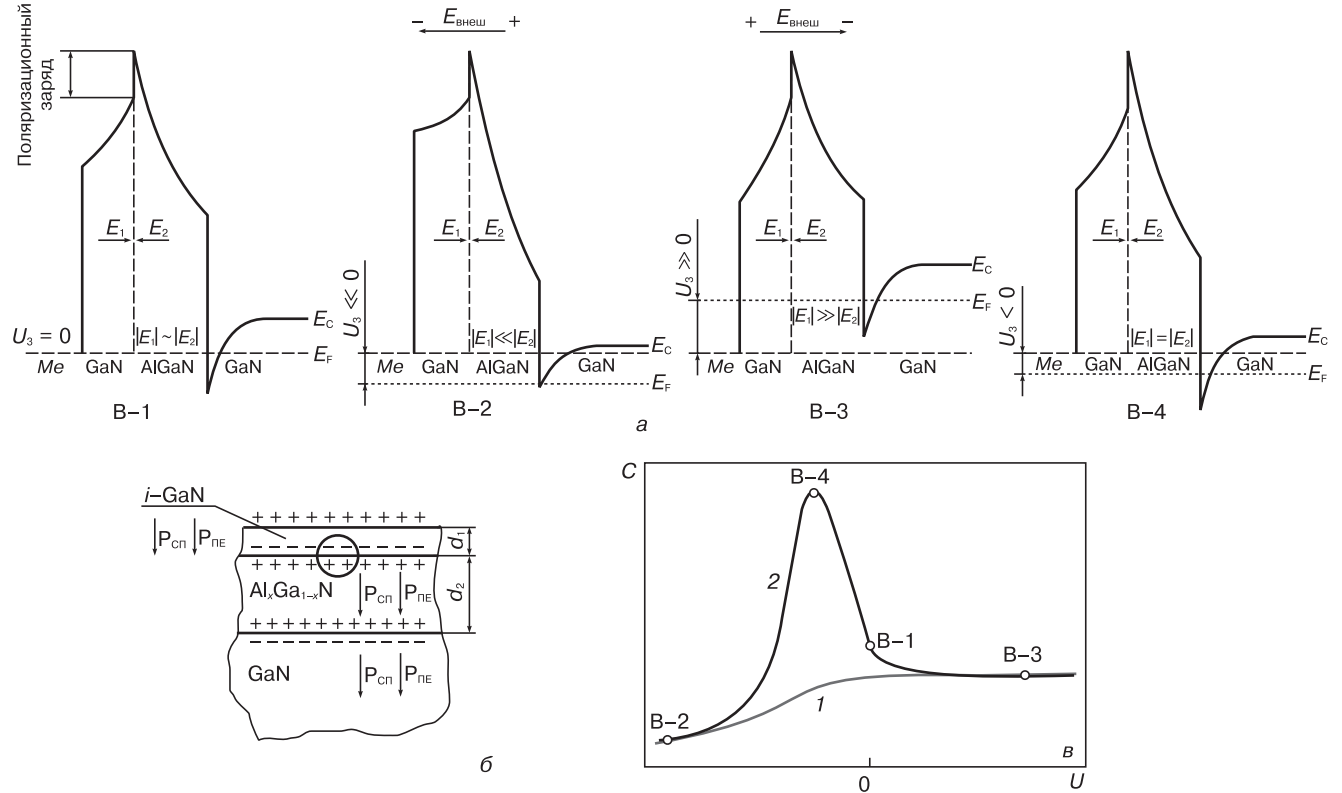 Поляризационный
заряд
E₁ E₂
U₃ = 0
|E₁| ~ |E₂|
E_C
E_F
Me GaN AlGaN GaN
В–1
– E_внеш +
E₁ E₂
U₃ ≪ 0
|E₁|≪|E₂|
E_C
E_F
Me GaN AlGaN GaN
В–2
+ E_внеш –
E₁ E₂
U₃ ≫ 0
|E₁|≫|E₂|
E_C
E_F
Me GaN AlGaN GaN
В–3
E₁ E₂
U₃ < 0
|E₁|=|E₂|
E_C
E_F
Me GaN AlGaN GaN
В–4
а
i–GaN
+ + + + + + + + + +
P_СП P_ПЕ
d₁
– – – – – – – – – –
+ + + + + + + + + +
AlₓGa₁₋ₓN P_СП P_ПЕ
d₂
+ + + + + + + + + +
– – – – – – – – – –
GaN P_СП P_ПЕ
б
C
В–4
2
В–1
В–3
1
В–2
в
0 U